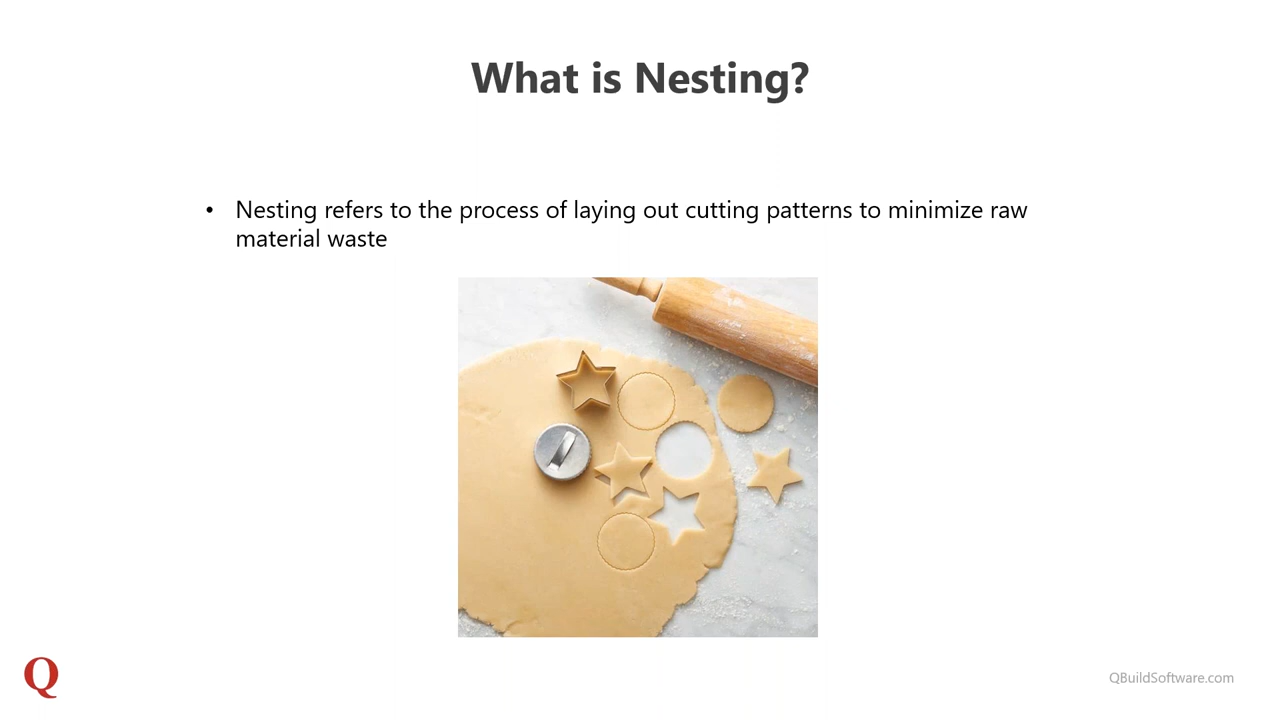 What is Nesting?
• Nesting refers to the process of laying out cutting patterns to minimize raw
material waste
Q
QBuildSoftware.com